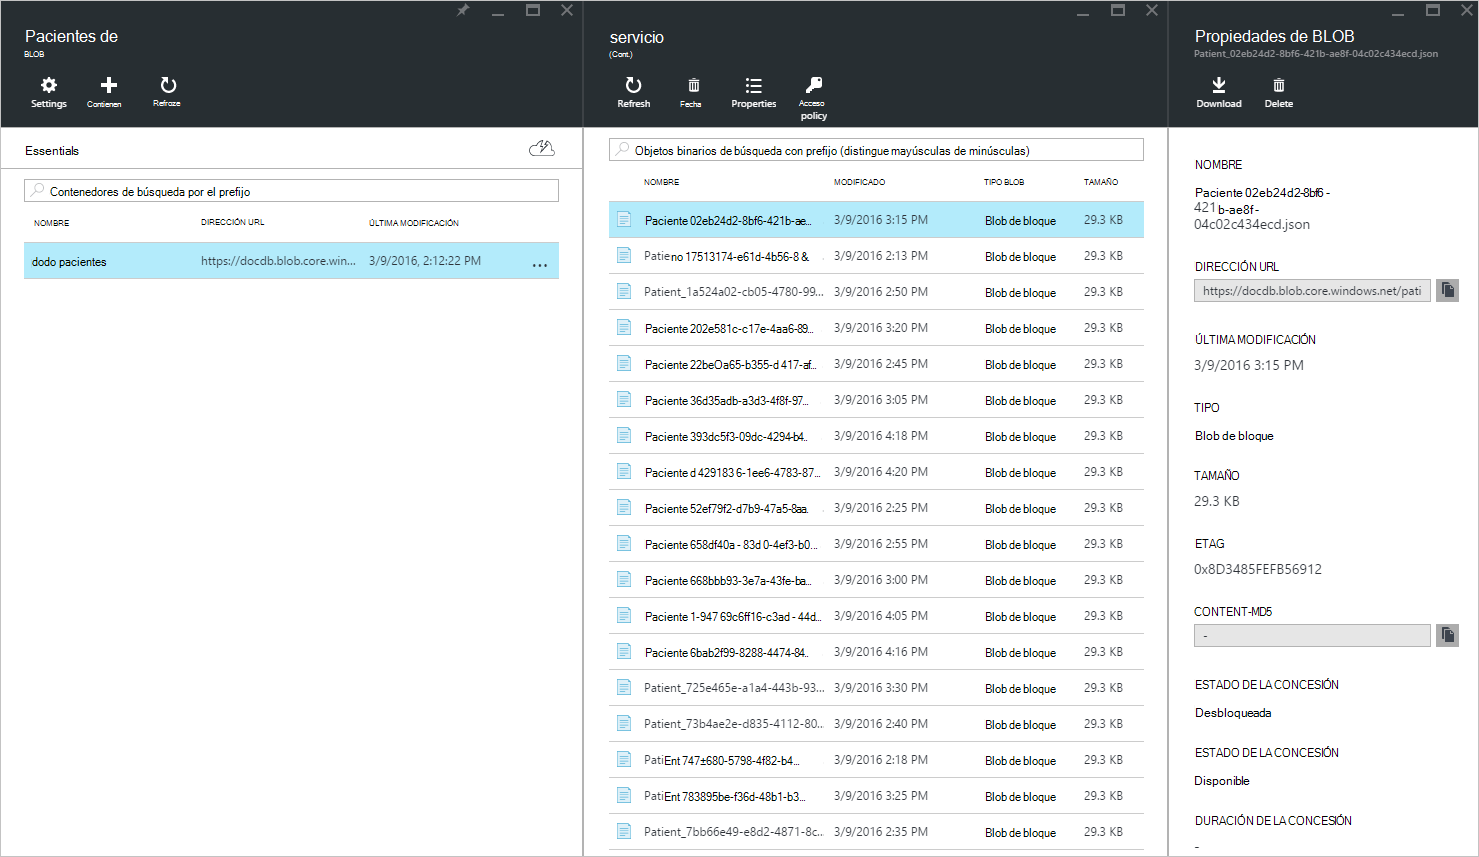 Pacientes de
BLOB
Settings
Contienen
Refroze
Essentials
Contenedores de búsqueda por el prefijo
NOMBRE DIRECCIÓN URL ÚLTIMA MODIFICACIÓN
dodo pacientes https://docdb.blob.core.win... 3/9/2016, 2:12:22 PM ...
servicio
(Cont.)
Refresh
Fecha
Properties
Acceso
policy
Objetos binarios de búsqueda con prefijo (distingue mayúsculas de minúsculas)
NOMBRE MODIFICADO TIPO BLOB TAMAÑO
Paciente 02eb24d2-8bf6-421b-ae... 3/9/2016 3:15 PM Blob de bloque 29.3 KB
Patieno 17513174-e61d-4b56-8 &. 3/9/2016 2:13 PM Blob de bloque 29.3 KB
Patient_1a524a02-cb05-4780-99... 3/9/2016 2:50 PM Blob de bloque 29.3 KB
Paciente 202e581c-c17e-4aa6-89... 3/9/2016 3:20 PM Blob de bloque 29.3 KB
Paciente 22beOa65-b355-d 417-af... 3/9/2016 2:45 PM Blob de bloque 29.3 KB
Paciente 36d35adb-a3d3-4f8f-97... 3/9/2016 3:05 PM Blob de bloque 29.3 KB
Paciente 393dc5f3-09dc-4294-b4.. 3/9/2016 4:18 PM Blob de bloque 29.3 KB
Paciente d 429183 6-1ee6-4783-87... 3/9/2016 4:20 PM Blob de bloque 29.3 KB
Paciente 52ef79f2-d7b9-47a5-8aa. 3/9/2016 2:25 PM Blob de bloque 29.3 KB
Paciente 658df40a - 83d 0-4ef3-b0... 3/9/2016 2:55 PM Blob de bloque 29.3 KB
Paciente 668bbb93-3e7a-43fe-ba... 3/9/2016 3:00 PM Blob de bloque 29.3 KB
Paciente 1-947 69c6ff16-c3ad - 44d... 3/9/2016 4:05 PM Blob de bloque 29.3 KB
Paciente 6bab2f99-8288-4474-84.. 3/9/2016 4:16 PM Blob de bloque 29.3 KB
Patient_725e465e-a1a4-443b-93... 3/9/2016 3:30 PM Blob de bloque 29.3 KB
Patient_73b4ae2e-d835-4112-80... 3/9/2016 2:40 PM Blob de bloque 29.3 KB
PatiEnt 747±680-5798-4f82-b4... 3/9/2016 2:18 PM Blob de bloque 29.3 KB
PatiEnt 783895be-f36d-48b1-b3... 3/9/2016 3:25 PM Blob de bloque 29.3 KB
Patient_7bb66e49-e8d2-4871-8c... 3/9/2016 2:35 PM Blob de bloque 29.3 KB
Propiedades de BLOB
Patient_02eb24d2-8bf6-421b-ae8f-04c02c434ecd.json
Download
Delete
NOMBRE
Paciente 02eb24d2-8bf6 -
421 b-ae8f -
04c02c434ecd.json
DIRECCIÓN URL
https://docdb.blob.core.windows.net/pati
ÚLTIMA MODIFICACIÓN
3/9/2016 3:15 PM
TIPO
Blob de bloque
TAMAÑO
29.3 KB
ETAG
0x8D3485FEFB56912
CONTENT-MD5
-
ESTADO DE LA CONCESIÓN
Desbloqueada
ESTADO DE LA CONCESIÓN
Disponible
DURACIÓN DE LA CONCESIÓN
-